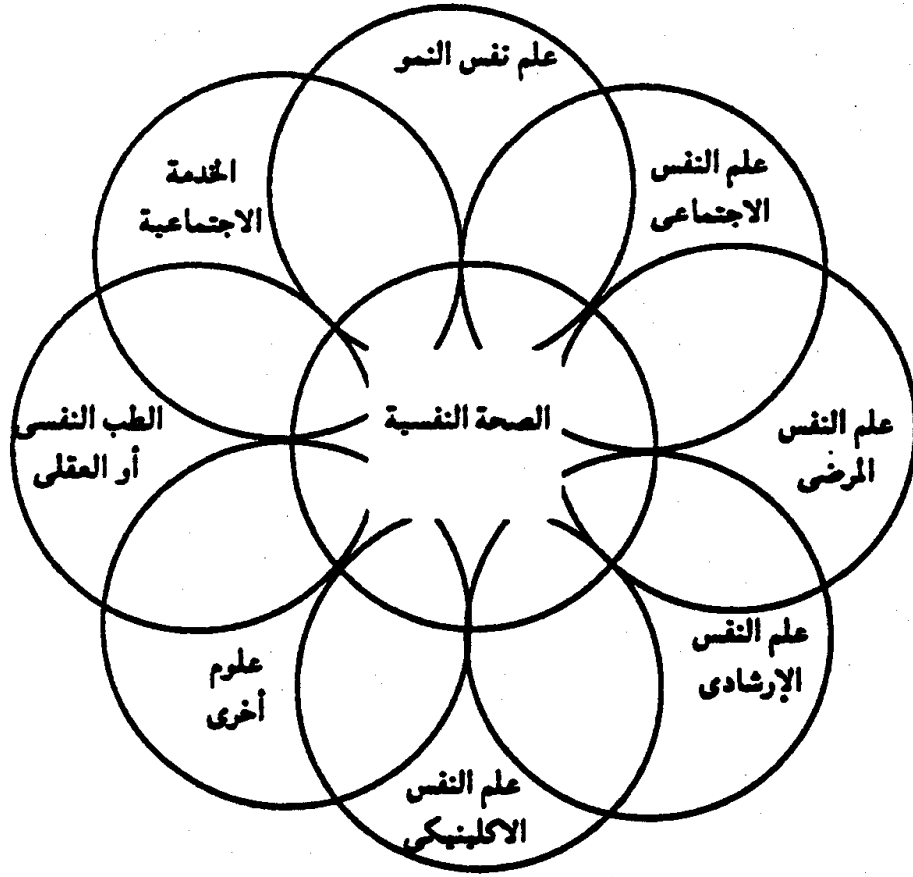 علم نفس النمو
علم النفس
الاجتماعى
الخدمة
الاجتماعية
علم النفس
المرضى
الصحة النفسية
الطب النفسى
أو العقلى
علم النفس
الإرشادى
علوم
أخرى
علم النفس
الاكلينيكى